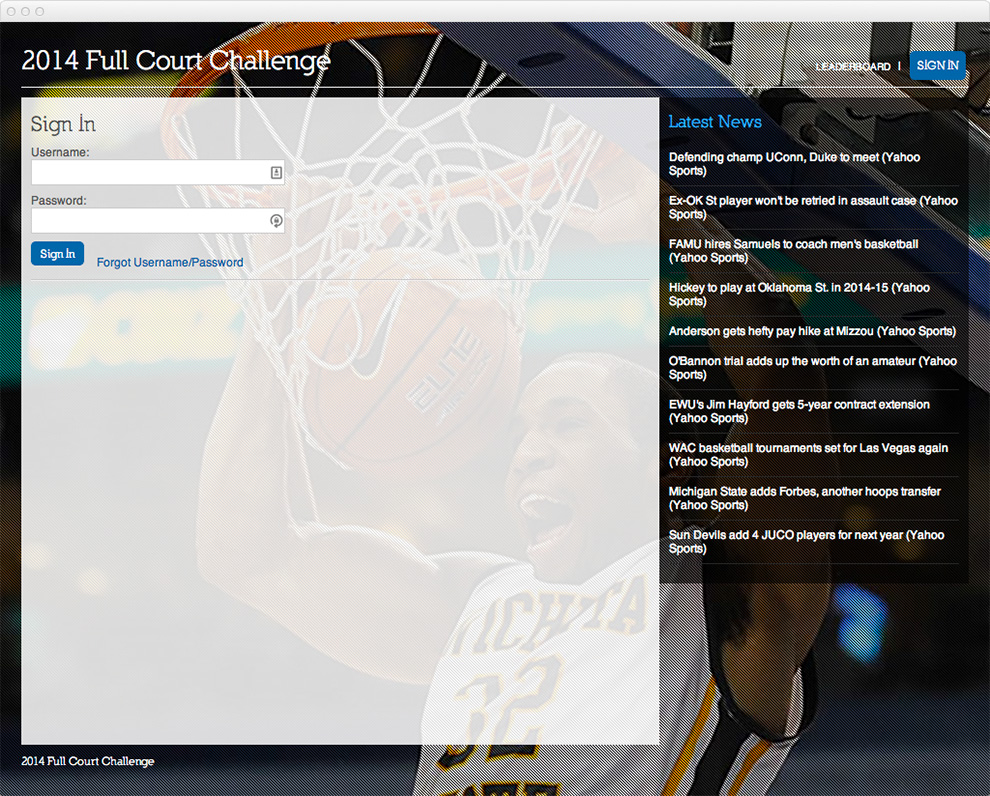 2014 Full Court Challenge
LEADERBOARD | SIGN IN
Sign In
Username:
Password:
Sign In
Forgot Username/Password
Latest News
Defending champ UConn, Duke to meet (Yahoo
Sports)
Ex-OK St player won't be retried in assault case (Yahoo
Sports)
FAMU hires Samuels to coach men's basketball
(Yahoo Sports)
Hickey to play at Oklahoma St. in 2014-15 (Yahoo
Sports)
Anderson gets hefty pay hike at Mizzou (Yahoo Sports)
O'Bannon trial adds up the worth of an amateur (Yahoo
Sports)
EWU's Jim Hayford gets 5-year contract extension
(Yahoo Sports)
WAC basketball tournaments set for Las Vegas again
(Yahoo Sports)
Michigan State adds Forbes, another hoops transfer
(Yahoo Sports)
Sun Devils add 4 JUCO players for next year (Yahoo
Sports)
ELITE
WICHITA
32
2014 Full Court Challenge